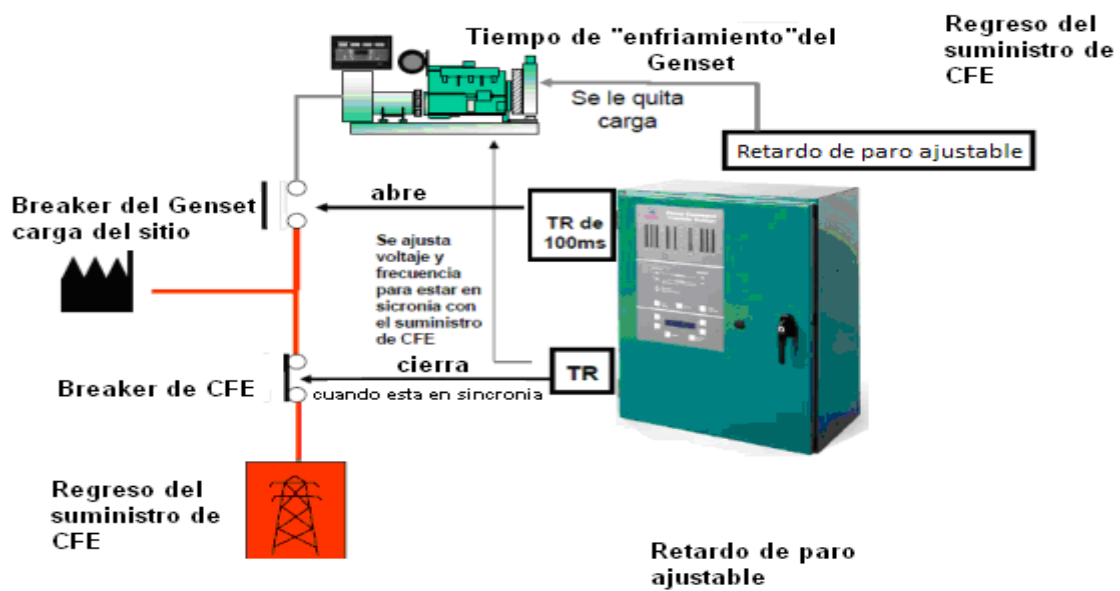 Tiempo de "enfriamiento"del
Genset
Regreso del
suministro de
CFE
Se le quita
carga
Retardo de paro ajustable
Breaker del Genset
carga del sitio
abre
TR de
100ms
Se ajusta
voltaje y
frecuencia
para estar en
sicronia con
el suministro
de CFE
cierra
TR
Breaker de CFE
cuando esta en sincronia
Regreso del
suministro de
CFE
Retardo de paro
ajustable